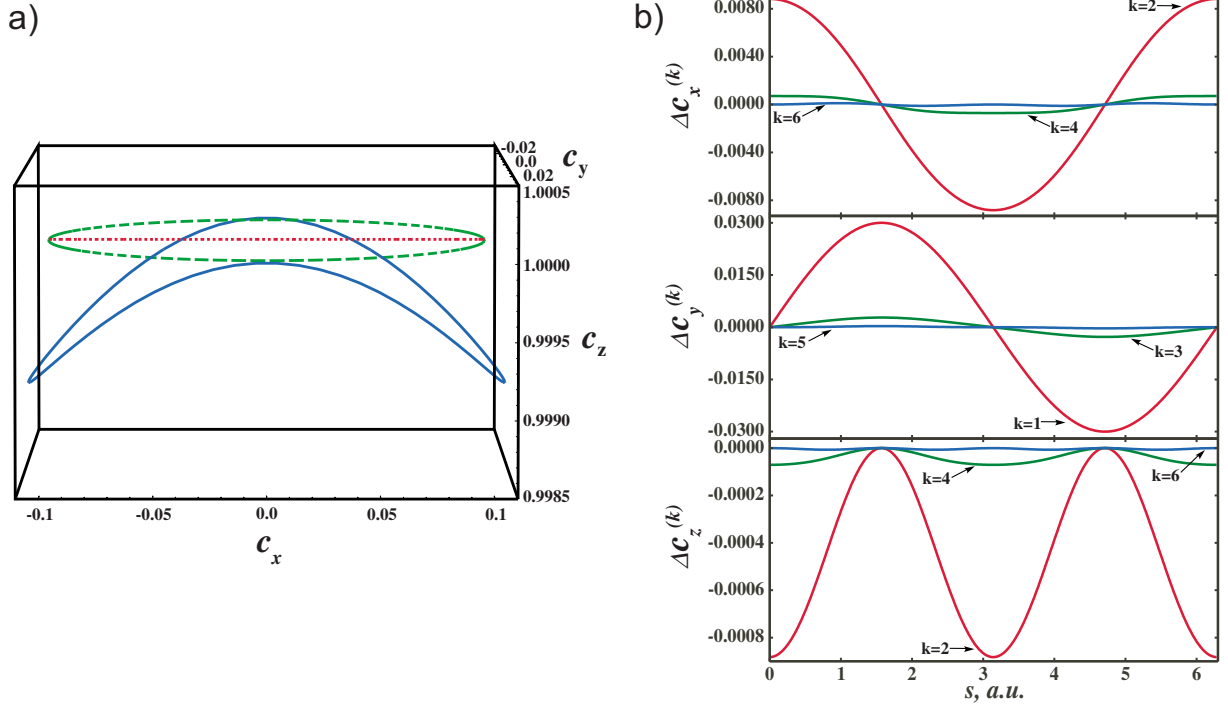 a)
-0.02
0.0
0.02
c_y
1.0005
1.0000
0.9995
0.9990
0.9985
c_z
-0.1
-0.05
0.0
0.05
0.1
c_x
b)
0.0080
0.0040
0.0000
-0.0040
-0.0080
Δc_x^(k)
k=2
k=6
k=4
0.0300
0.0150
0.0000
-0.0150
-0.0300
Δc_y^(k)
k=5
k=3
k=1
0.0000
-0.0002
-0.0004
-0.0006
-0.0008
Δc_z^(k)
k=4
k=6
k=2
0
1
2
3
4
5
6
s, a.u.